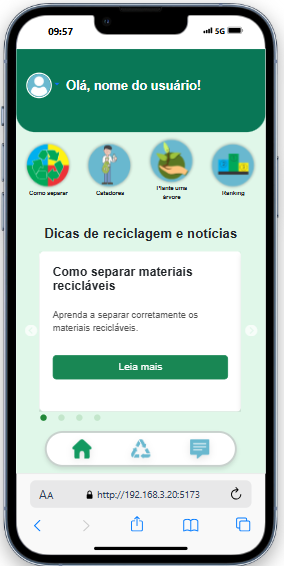 09:57
5G
Olá, nome do usuário!
Como separar
Catadores
Plante uma
árvore
Ranking
Dicas de reciclagem e notícias
Como separar materiais
recicláveis
Aprenda a separar corretamente os
materiais recicláveis.
Leia mais
AA
http://192.168.3.20:5173